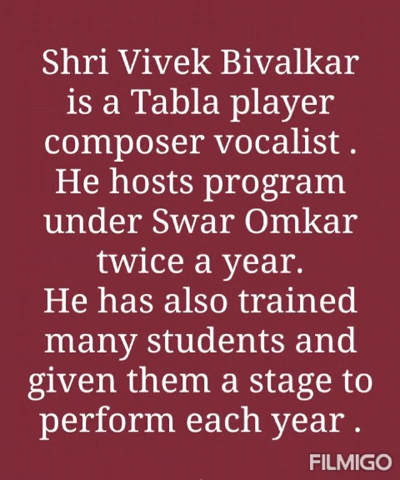 Shri Vivek Bivalkar
is a Tabla player
composer vocalist .
He hosts program
under Swar Omkar
twice a year.
He has also trained
many students and
given them a stage to
perform each year .
FILMIGO